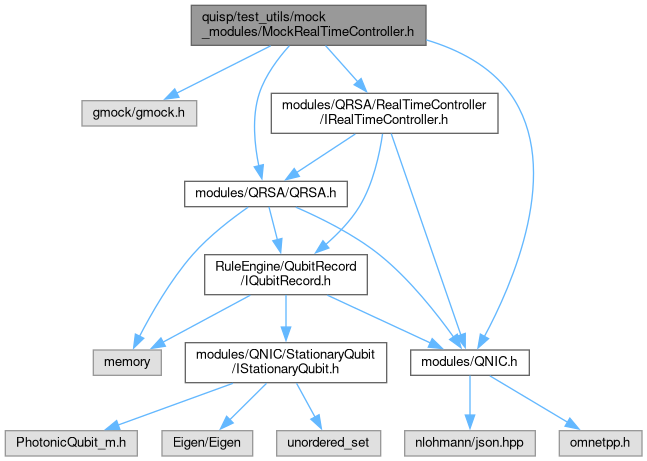 quisp/test_utils/mock
_modules/MockRealTimeController.h
gmock/gmock.h
modules/QRSA/RealTimeController
/IRealTimeController.h
modules/QRSA/QRSA.h
RuleEngine/QubitRecord
/IQubitRecord.h
memory
modules/QNIC/StationaryQubit
/IStationaryQubit.h
modules/QNIC.h
PhotonicQubit_m.h
Eigen/Eigen
unordered_set
nlohmann/json.hpp
omnetpp.h